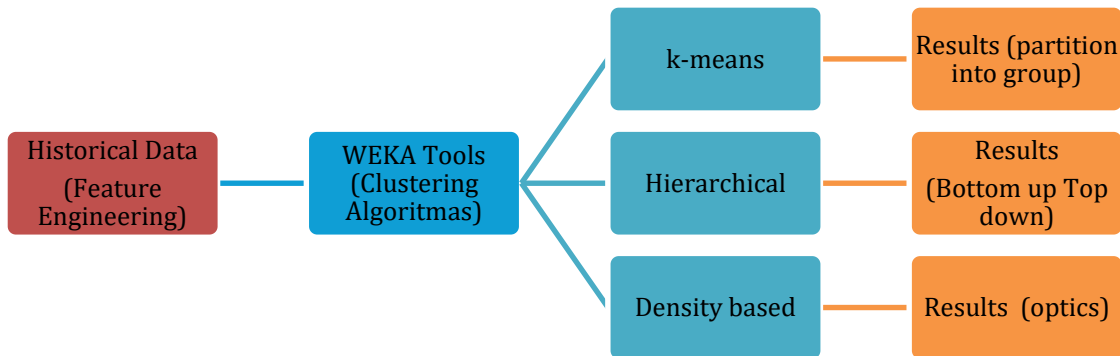 Historical Data
(Feature
Engineering)
WEKA Tools
(Clustering
Algoritmas)
k-means
Results (partition
into group)
Hierarchical
Results
(Bottom up Top
down)
Density based
Results (optics)